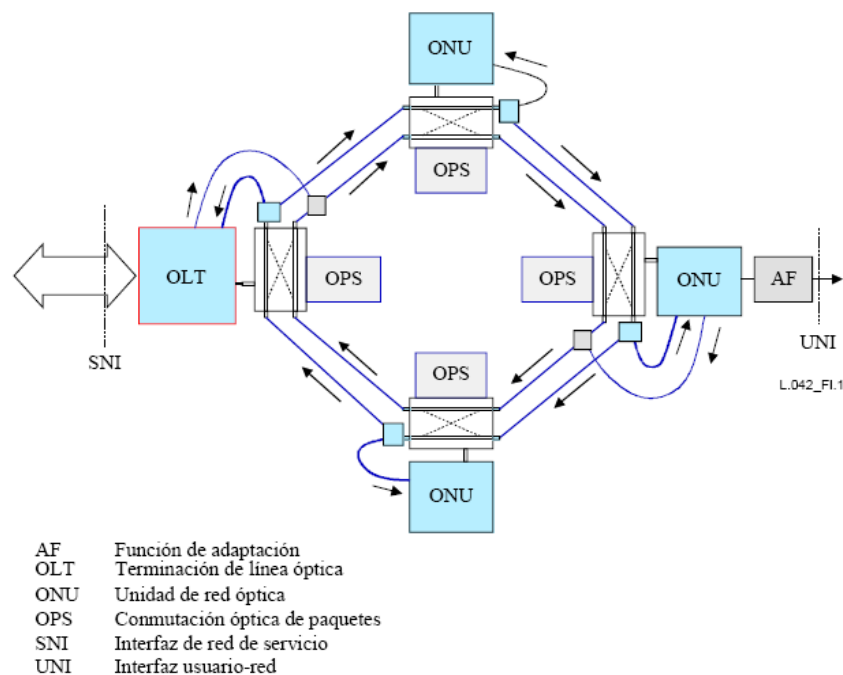 ONU
OPS
OLT
OPS
OPS
ONU
AF
SNI
UNI
OPS
L.042_FI.1
ONU
AF Función de adaptación
OLT Terminación de línea óptica
ONU Unidad de red óptica
OPS Conmutación óptica de paquetes
SNI Interfaz de red de servicio
UNI Interfaz usuario-red